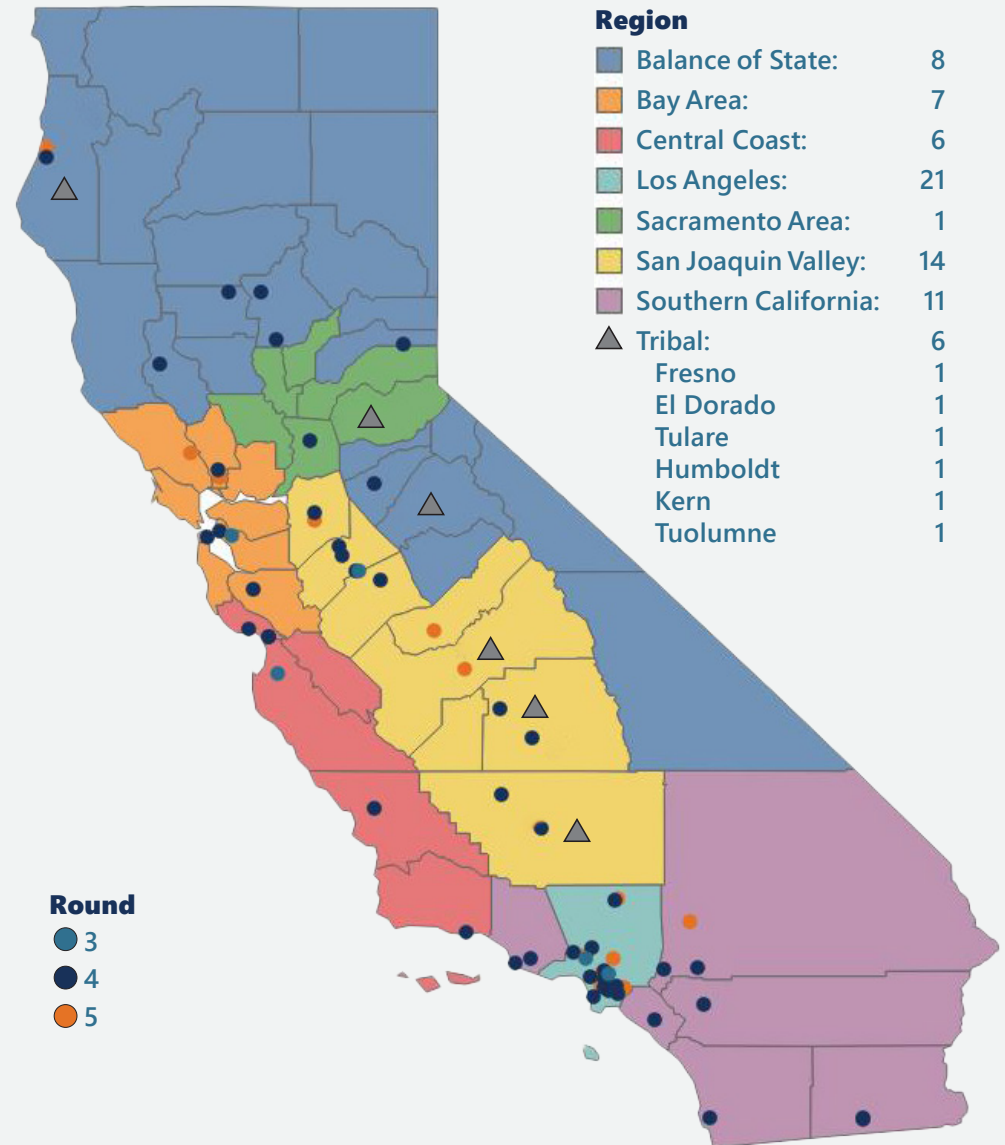 Region
Balance of State: 8
Bay Area: 7
Central Coast: 6
Los Angeles: 21
Sacramento Area: 1
San Joaquin Valley: 14
Southern California: 11
Tribal: 6
Fresno 1
El Dorado 1
Tulare 1
Humboldt 1
Kern 1
Tuolumne 1
Round
3
4
5